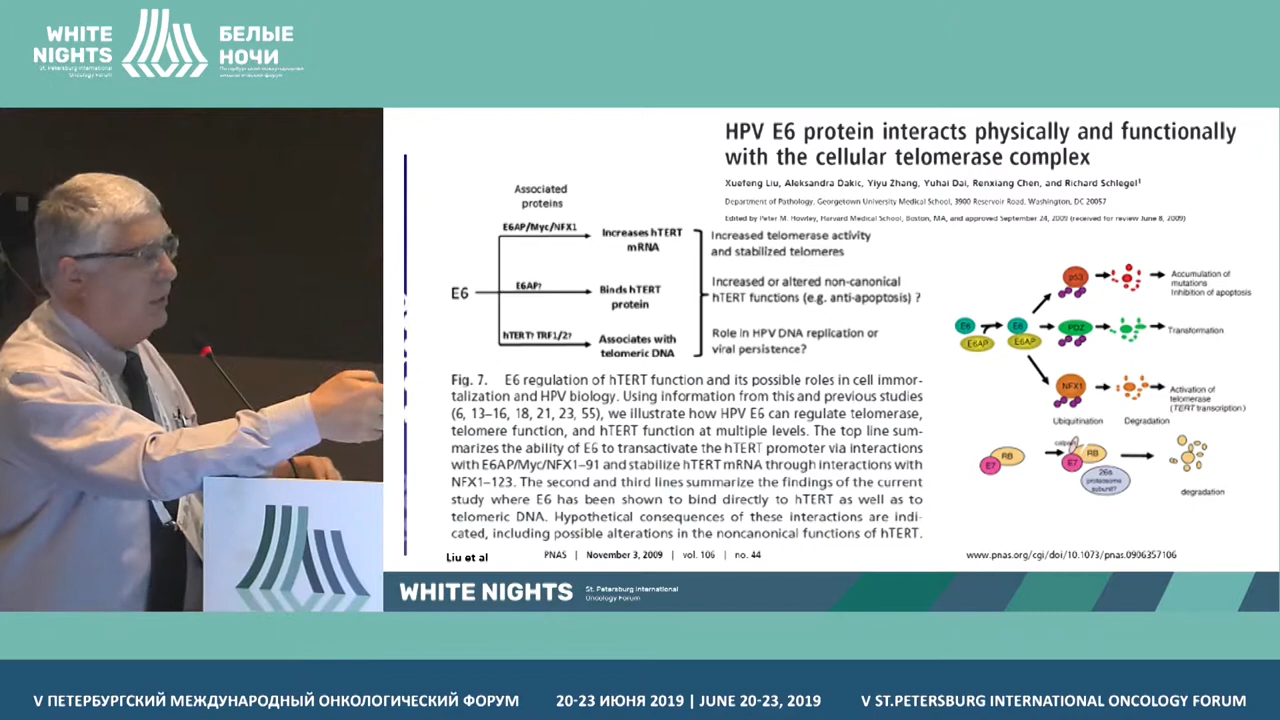 WHITE
NIGHTS
St. Petersburg International
Oncology Forum
БЕЛЫЕ
НОЧИ
Петербургский международный
онкологический форум
HPV E6 protein interacts physically and functionally
with the cellular telomerase complex
Xuefeng Liu, Aleksandra Dakic, Yiyu Zhang, Yuhai Dai, Renxiang Chen, and Richard Schlegel¹
Department of Pathology, Georgetown University Medical School, 3900 Reservoir Road, Washington, DC 20057
Edited by Peter M. Howley, Harvard Medical School, Boston, MA, and approved September 24, 2009 (received for review June 8, 2009)
Associated
proteins
E6AP/Myc/NFX1
Increases hTERT
mRNA
E6
E6AP?
Binds hTERT
protein
hTERT? TRF1/2?
Associates with
telomeric DNA
Increased telomerase activity
and stabilized telomeres
Increased or altered non-canonical
hTERT functions (e.g. anti-apoptosis) ?
Role in HPV DNA replication or
viral persistence?
Fig. 7. E6 regulation of hTERT function and its possible roles in cell immor-
talization and HPV biology. Using information from this and previous studies
(6, 13–16, 18, 21, 23, 55), we illustrate how HPV E6 can regulate telomerase,
telomere function, and hTERT function at multiple levels. The top line sum-
marizes the ability of E6 to transactivate the hTERT promoter via interactions
with E6AP/Myc/NFX1–91 and stabilize hTERT mRNA through interactions with
NFX1–123. The second and third lines summarize the findings of the current
study where E6 has been shown to bind directly to hTERT as well as to
telomeric DNA. Hypothetical consequences of these interactions are indi-
cated, including possible alterations in the noncanonical functions of hTERT.
p53
Accumulation of
mutations
Inhibition of apoptosis
E6
E6AP
E6
E6AP
PDZ
Transformation
NFX1
Activation of
telomerase
(TERT transcription)
Ubiquitination
Degradation
E7
RB
calpain
E7
RB
26s
proteasome
subunit?
degradation
Liu et al
PNAS | November 3, 2009 | vol. 106 | no. 44
www.pnas.org/cgi/doi/10.1073/pnas.0906357106
WHITE NIGHTS
St. Petersburg International
Oncology Forum
V ПЕТЕРБУРГСКИЙ МЕЖДУНАРОДНЫЙ ОНКОЛОГИЧЕСКИЙ ФОРУМ
20-23 ИЮНЯ 2019 | JUNE 20-23, 2019
V ST.PETERSBURG INTERNATIONAL ONCOLOGY FORUM